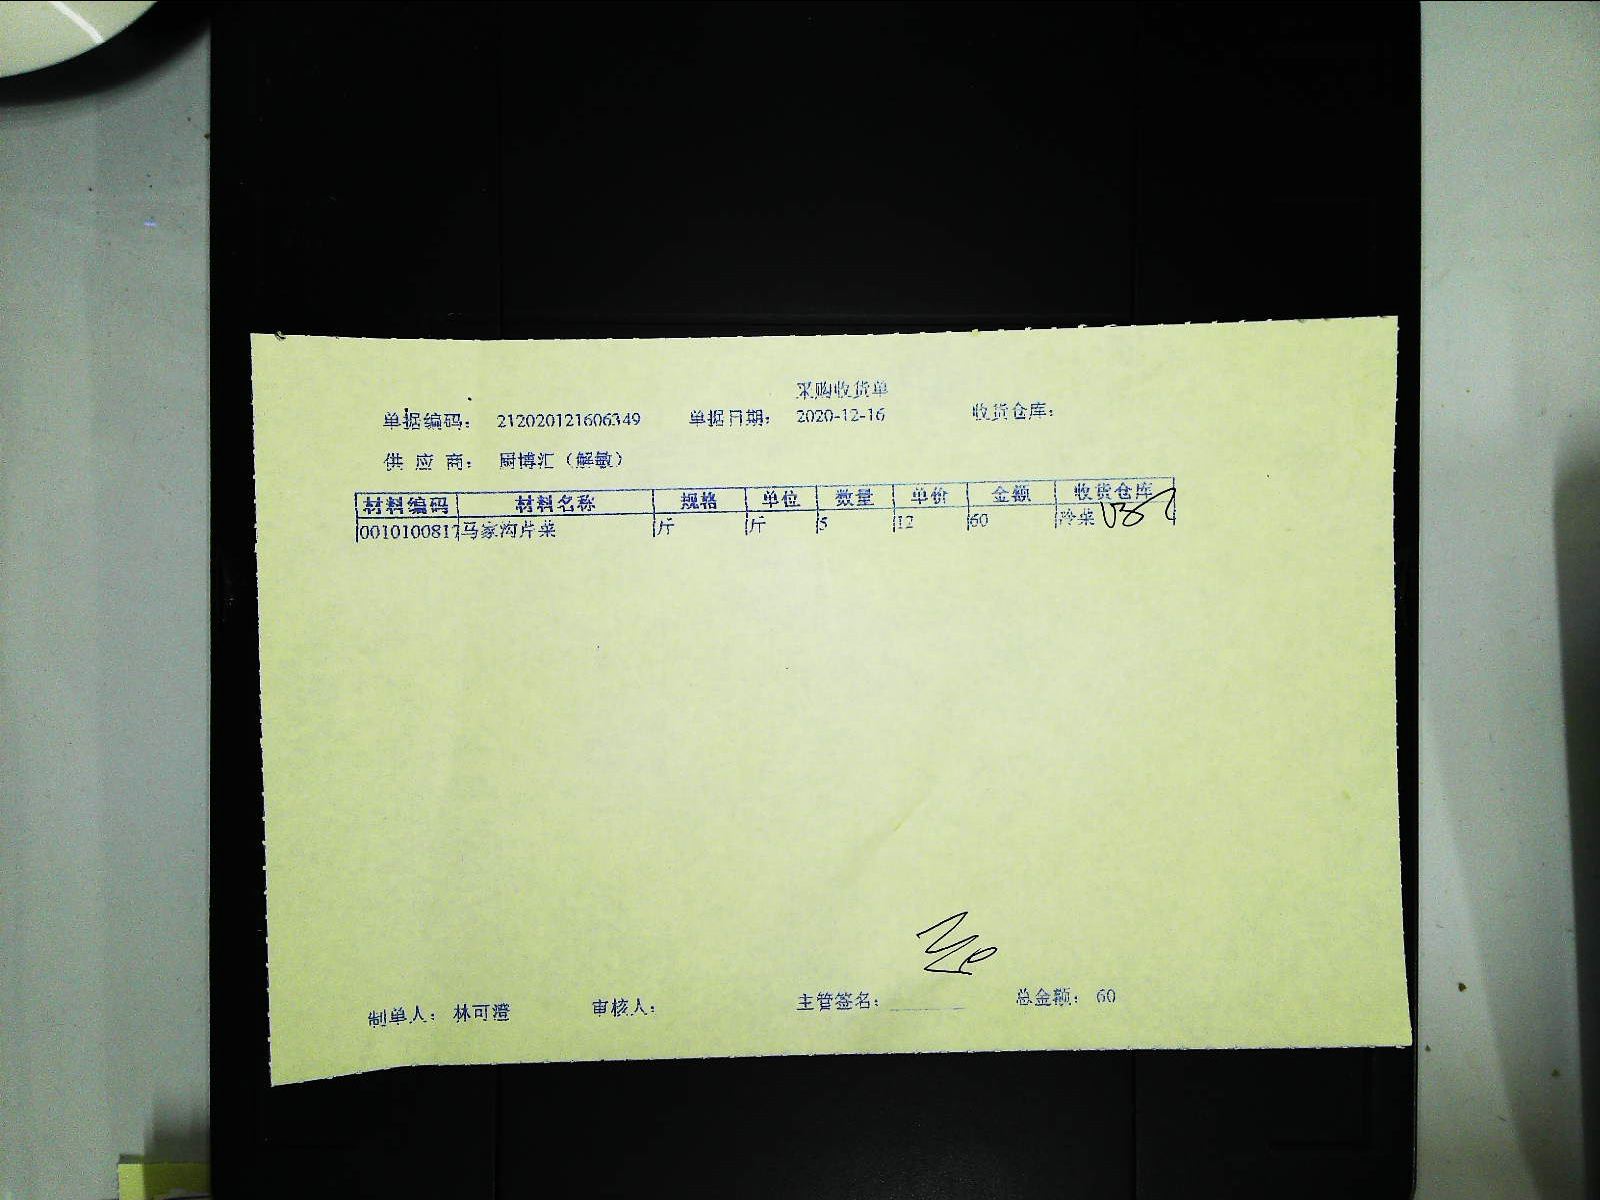 采购收货单
单据编码： 212020121606349 单据日期： 2020-12-16 收货仓库：
供 应 商： 厨博汇（解敏）
材料编码 材料名称 规格 单位 数量 单价 金额 收货仓库
0010100817 马家沟芹菜 斤 斤 5 12 60 冷菜
制单人： 林可澄 审核人： 主管签名： 总金额： 60